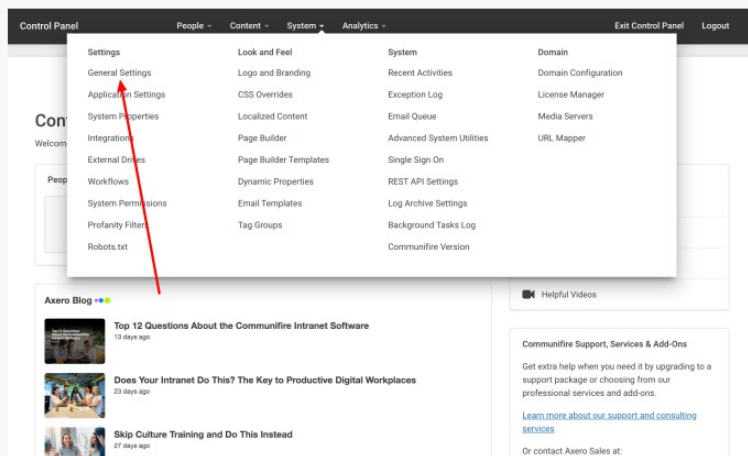 Control Panel People Content System Analytics Exit Control Panel Logout
Settings
General Settings
Application Settings
System Properties
Integrations
External Drives
Workflows
System Permissions
Profanity Filters
Robots.txt
Look and Feel
Logo and Branding
CSS Overrides
Localized Content
Page Builder
Page Builder Templates
Dynamic Properties
Email Templates
Tag Groups
System
Recent Activities
Exception Log
Email Queue
Advanced System Utilities
Single Sign On
REST API Settings
Log Archive Settings
Background Tasks Log
Communifire Version
Domain
Domain Configuration
License Manager
Media Servers
URL Mapper
Con
Welcom
Peop
Axero Blog
Top 12 Questions About the Communifire Intranet Software
13 days ago
Does Your Intranet Do This? The Key to Productive Digital Workplaces
23 days ago
Skip Culture Training and Do This Instead
27 days ago
Helpful Videos
Communifire Support, Services & Add-Ons
Get extra help when you need it by upgrading to a
support package or choosing from our
professional services and add-ons.
Learn more about our support and consulting
services
Or contact Axero Sales at: